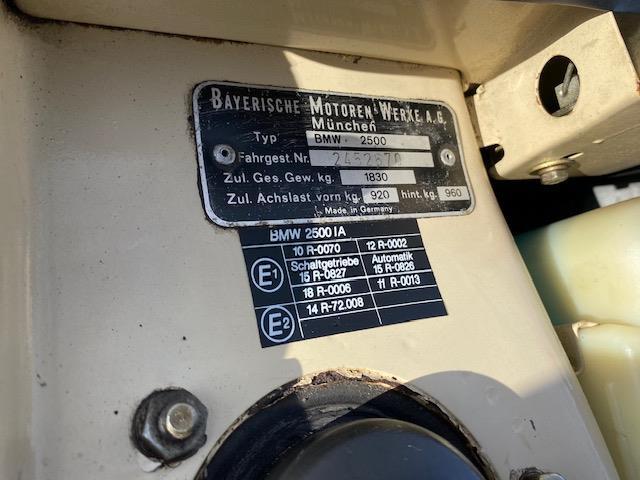 BAYERISCHE MOTOREN WERKE A.G.
München
Typ BMW 2500
Fahrgest.Nr. 2452670
Zul. Ges. Gew. kg. 1830
Zul. Achslast vorn kg. 920 hint. kg. 960
Made in Germany
BMW 2500 IA
10 R-0070 12 R-0002
E1 Schaltgetriebe Automatik
15 R-0827 15 R-0826
18 R-0006 11 R-0013
E2 14 R-72.008